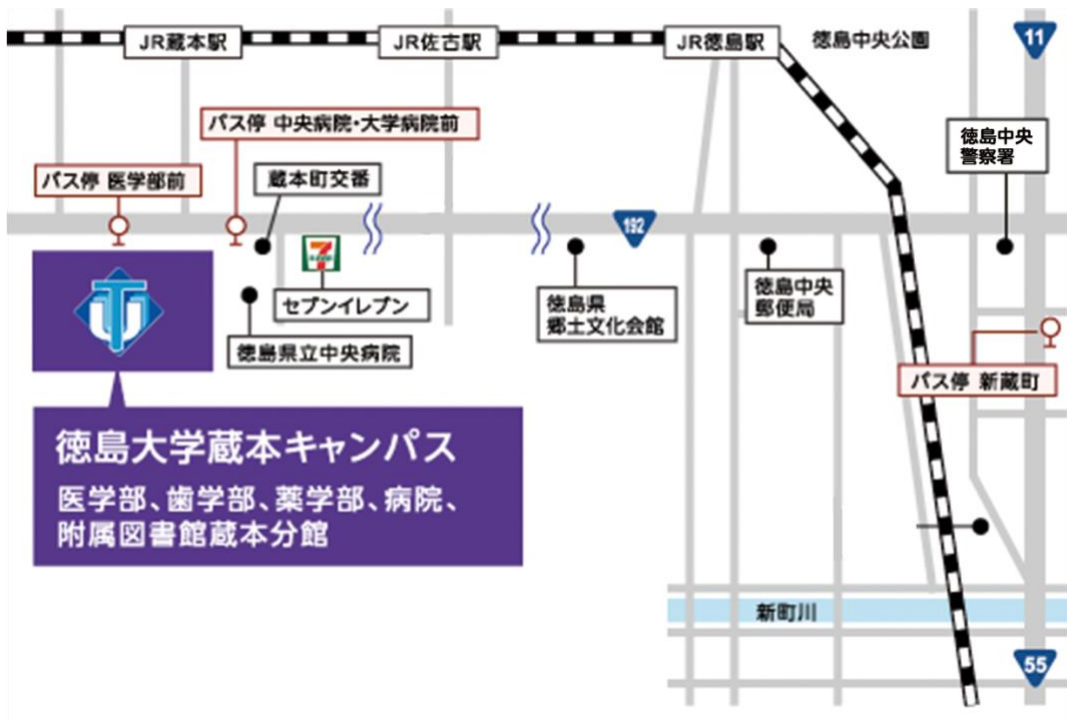 JR蔵本駅
JR佐古駅
JR徳島駅
徳島中央公園
11
バス停 中央病院・大学病院前
徳島中央
警察署
バス停 医学部前
蔵本町交番
192
セブンイレブン
徳島県
郷土文化会館
徳島中央
郵便局
徳島県立中央病院
バス停 新蔵町
徳島大学蔵本キャンパス
医学部、歯学部、薬学部、病院、
附属図書館蔵本分館
新町川
55